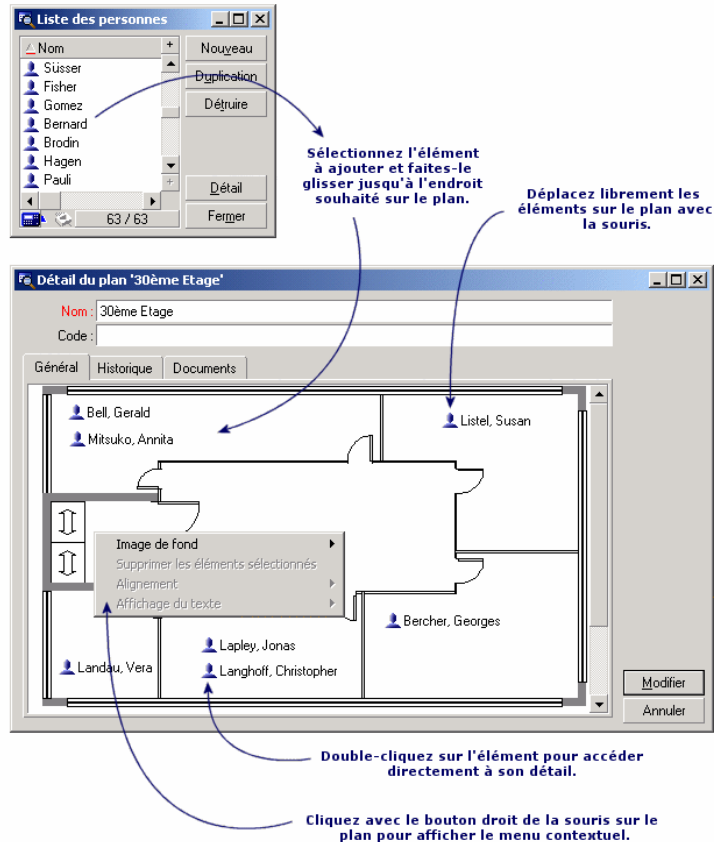 Liste des personnes
Nom +
Süsser
Fisher
Gomez
Bernard
Brodin
Hagen
Pauli
63 / 63
Nouveau
Duplication
Détruire
Détail
Fermer
Sélectionnez l'élément
à ajouter et faites-le
glisser jusqu'à l'endroit
souhaité sur le plan.
Déplacez librement les
éléments sur le plan avec
la souris.
Détail du plan '30ème Etage'
Nom : 30ème Etage
Code :
Général Historique Documents
Bell, Gerald
Mitsuko, Annita
Listel, Susan
Image de fond
Supprimer les éléments sélectionnés
Alignement
Affichage du texte
Bercher, Georges
Lapley, Jonas
Landau, Vera
Langhoff, Christopher
Modifier
Annuler
Double-cliquez sur l'élément pour accéder
directement à son détail.
Cliquez avec le bouton droit de la souris sur le
plan pour afficher le menu contextuel.